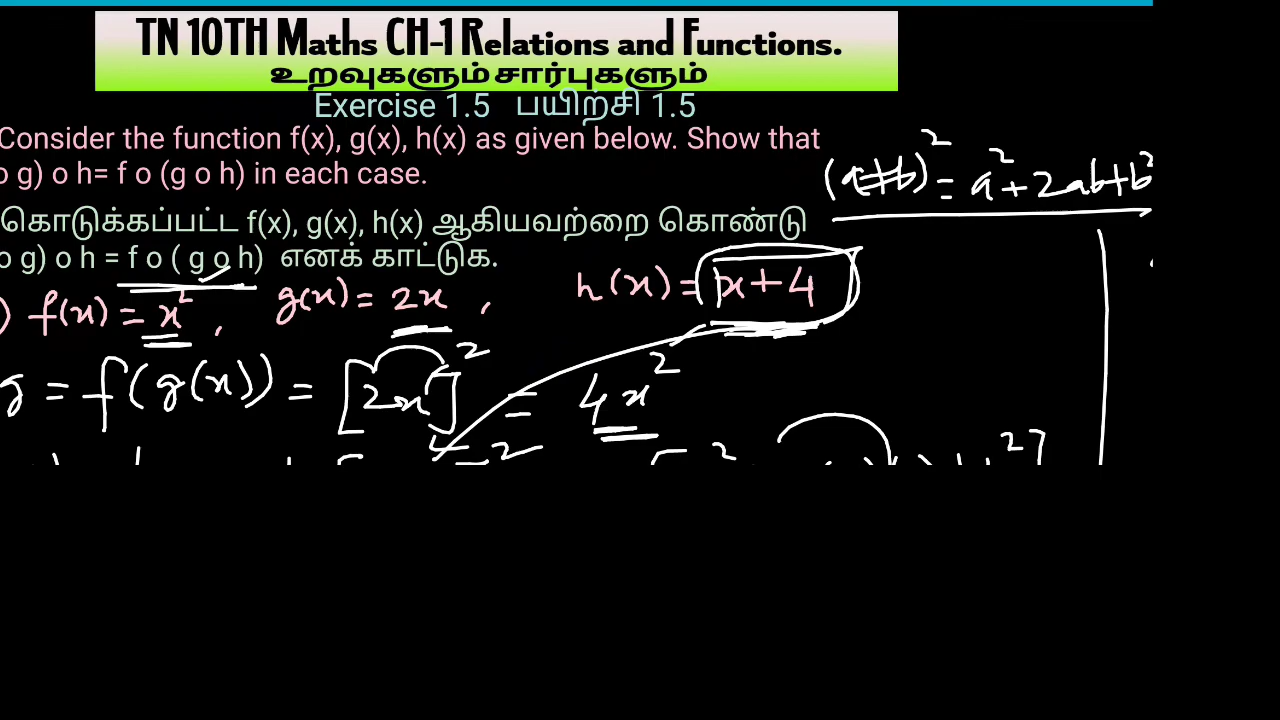 TN 10TH Maths CH-1 Relations and Functions.
உறவுகளும் சார்புகளும்
Exercise 1.5 பயிற்சி 1.5
Consider the function f(x), g(x), h(x) as given below. Show that
o g) o h= f o (g o h) in each case.
(a+b)² = a² + 2ab+b²
கொடுக்கப்பட்ட f(x), g(x), h(x) ஆகியவற்றை கொண்டு
o g) o h = f o ( g o h) எனக் காட்டுக.
) f(x) = x² , g(x) = 2x , h(x) = x+4
g = f(g(x)) = [2x]² = 4x²